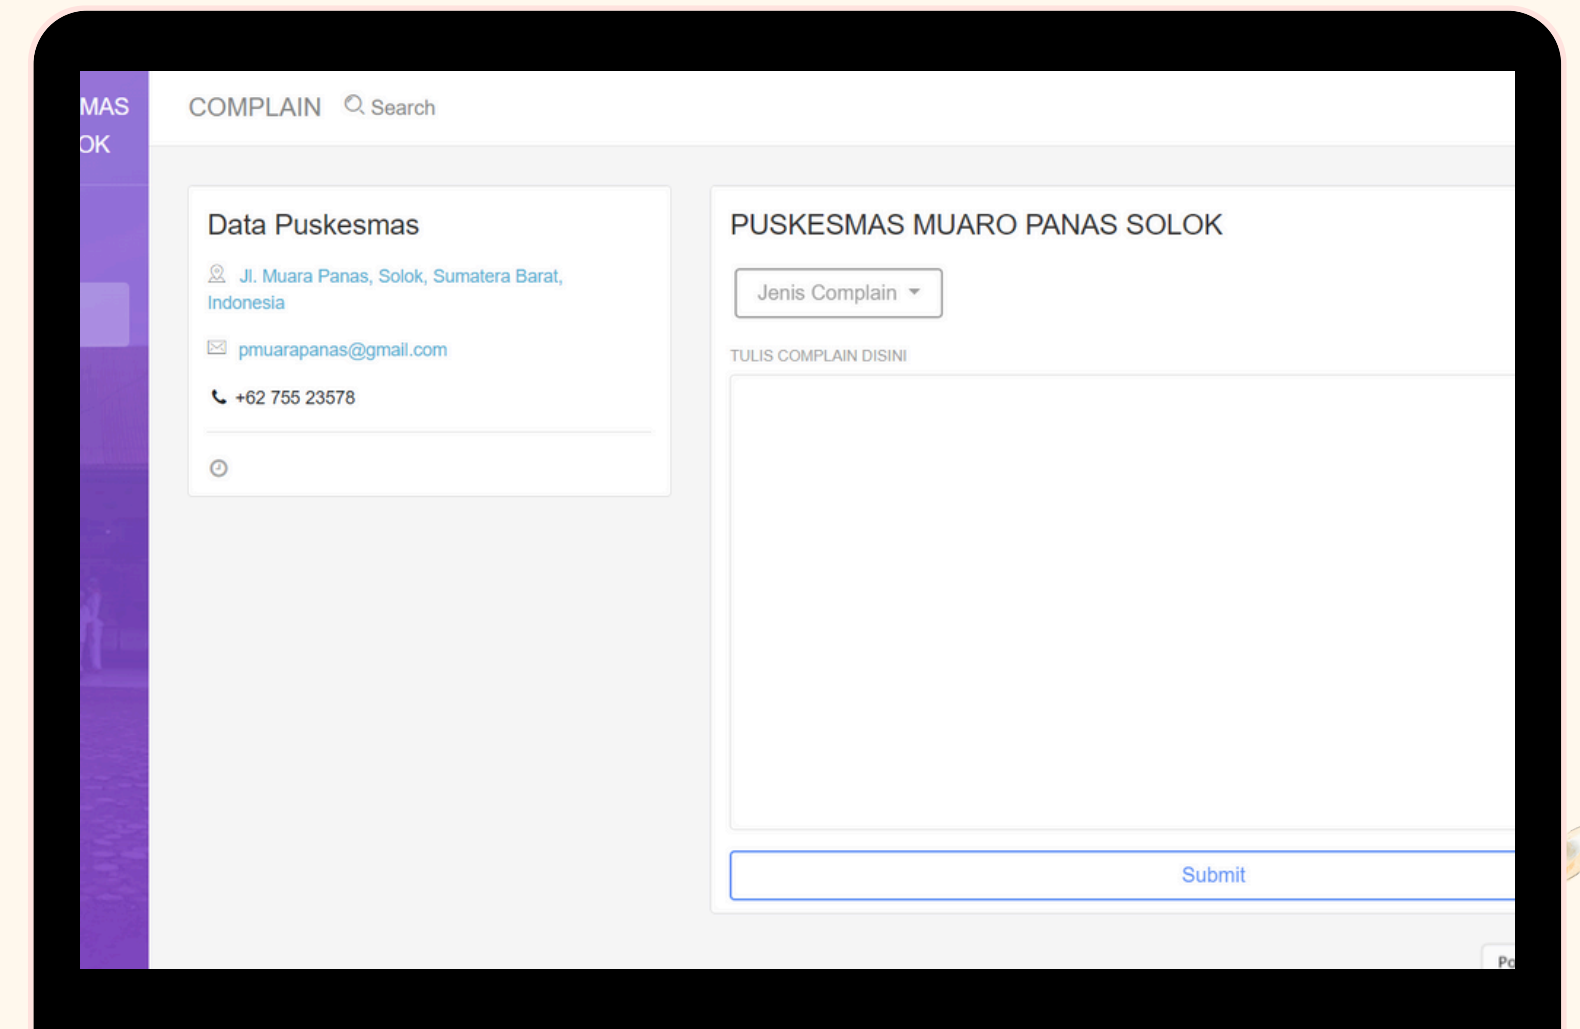 MAS
OK
COMPLAIN Search
Data Puskesmas
Jl. Muara Panas, Solok, Sumatera Barat,
Indonesia
pmuarapanas@gmail.com
+62 755 23578
PUSKESMAS MUARO PANAS SOLOK
Jenis Complain
TULIS COMPLAIN DISINI
Submit
Po